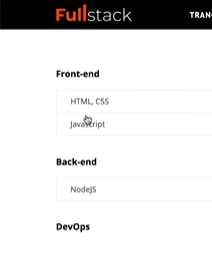 Fullstack
TRAN
Front-end
HTML, CSS
Javascript
Back-end
NodeJS
DevOps